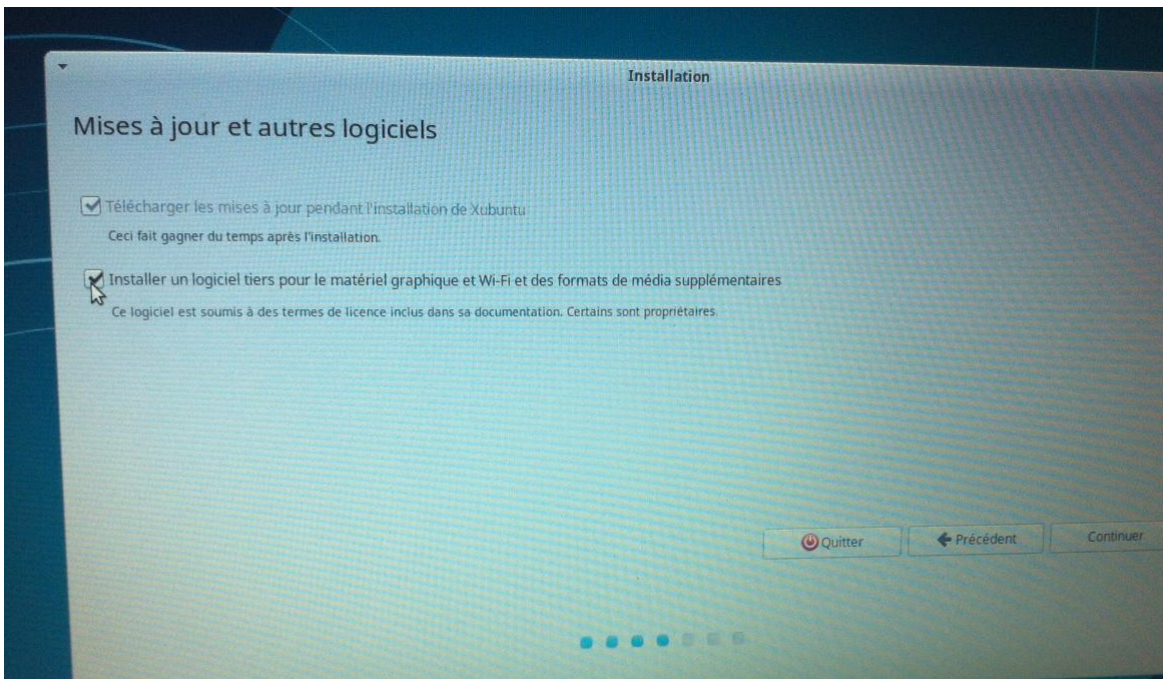 Installation
Mises à jour et autres logiciels
Télécharger les mises à jour pendant l'installation de Xubuntu
Ceci fait gagner du temps après l'installation.
Installer un logiciel tiers pour le matériel graphique et Wi-Fi et des formats de média supplémentaires
Ce logiciel est soumis à des termes de licence inclus dans sa documentation. Certains sont propriétaires.
Quitter
Précédent
Continuer